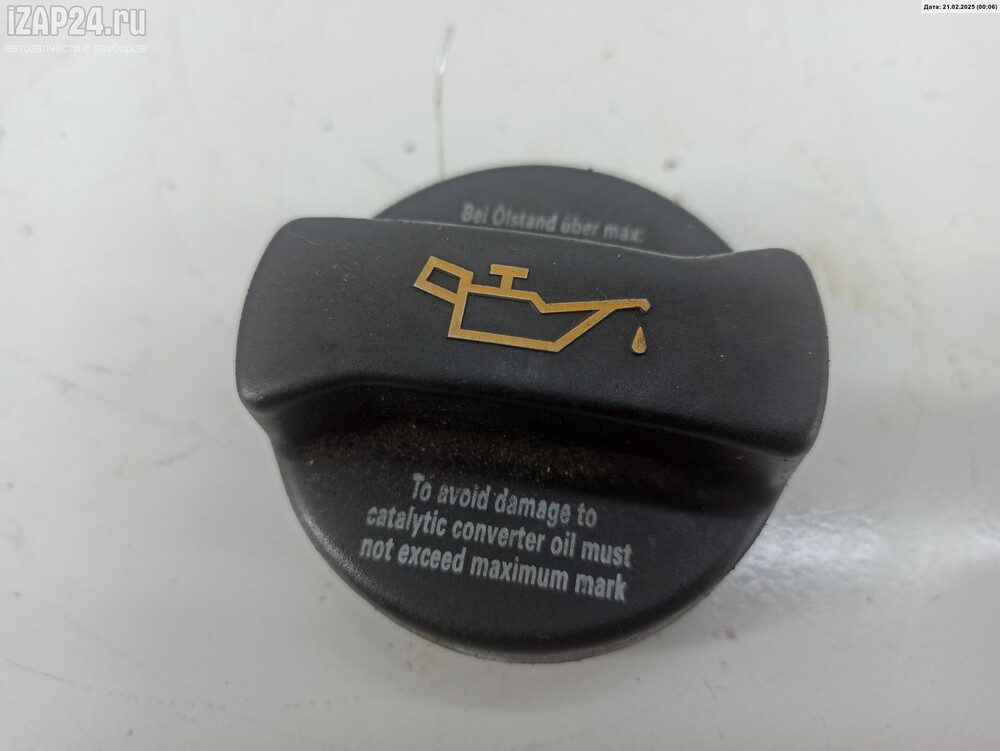 iZAP24.ru
автозапчасти с разборов
Дата: 21.02.2025 (00:06)
Bei Ölstand über max.
To avoid damage to
catalytic converter oil must
not exceed maximum mark